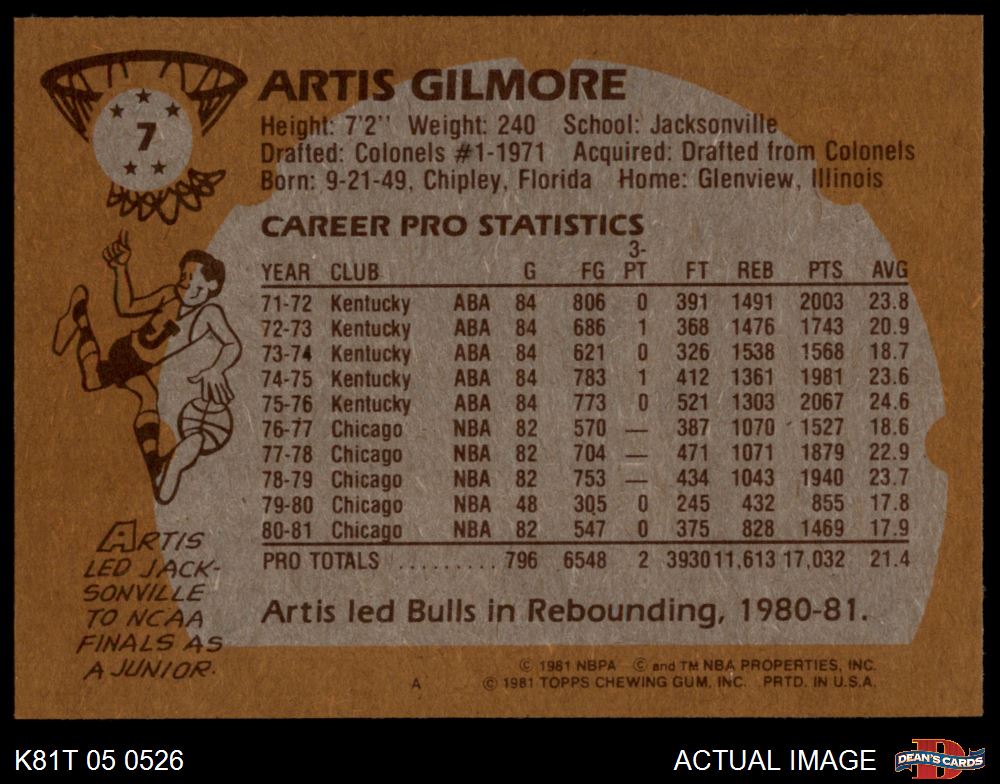 7
ARTIS GILMORE
Height: 7'2" Weight: 240 School: Jacksonville
Drafted: Colonels #1-1971 Acquired: Drafted from Colonels
Born: 9-21-49, Chipley, Florida Home: Glenview, Illinois
CAREER PRO STATISTICS
YEAR CLUB G FG 3-PT FT REB PTS AVG
71-72 Kentucky ABA 84 806 0 391 1491 2003 23.8
72-73 Kentucky ABA 84 686 1 368 1476 1743 20.9
73-74 Kentucky ABA 84 621 0 326 1538 1568 18.7
74-75 Kentucky ABA 84 783 1 412 1361 1981 23.6
75-76 Kentucky ABA 84 773 0 521 1303 2067 24.6
76-77 Chicago NBA 82 570 — 387 1070 1527 18.6
77-78 Chicago NBA 82 704 — 471 1071 1879 22.9
78-79 Chicago NBA 82 753 — 434 1043 1940 23.7
79-80 Chicago NBA 48 305 0 245 432 855 17.8
80-81 Chicago NBA 82 547 0 375 828 1469 17.9
PRO TOTALS ......... 796 6548 2 3930 11,613 17,032 21.4
Artis led Bulls in Rebounding, 1980-81.
ARTIS
LED JACK-
SONVILLE
TO NCAA
FINALS AS
A JUNIOR.
© 1981 NBPA © and TM NBA PROPERTIES, INC.
A © 1981 TOPPS CHEWING GUM, INC. PRTD. IN U.S.A.
K81T 05 0526 ACTUAL IMAGE D DEAN'S CARDS